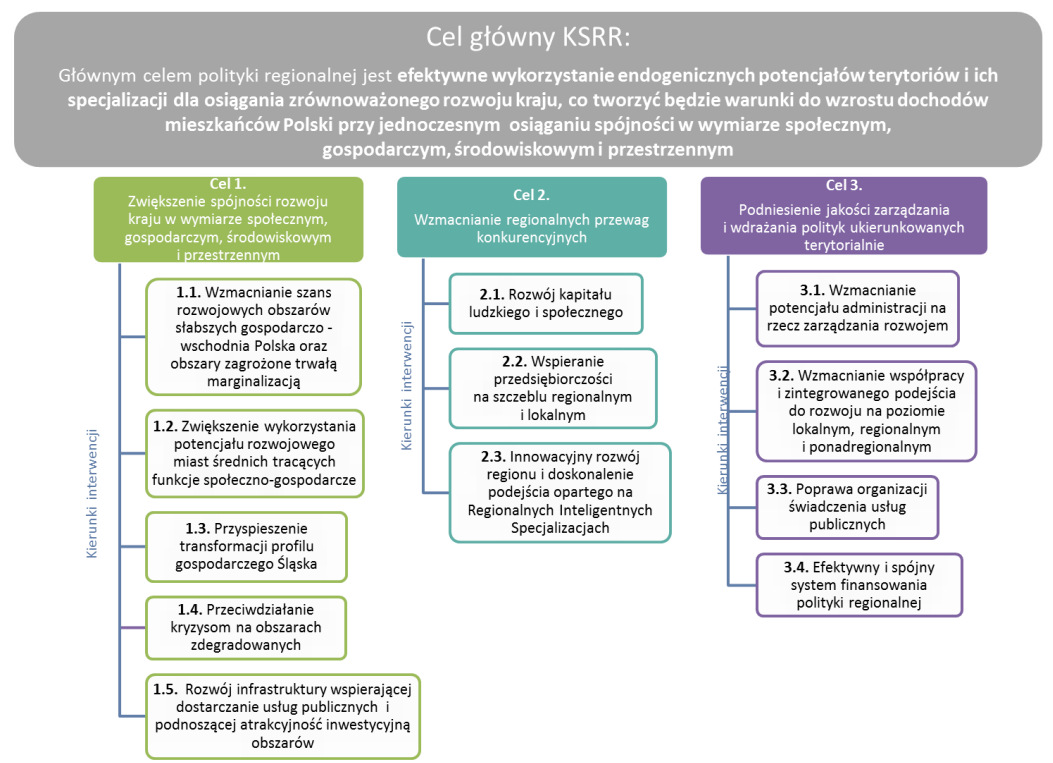 Cel główny KSRR:
Głównym celem polityki regionalnej jest efektywne wykorzystanie endogenicznych potencjałów terytoriów i ich
specjalizacji dla osiągania zrównoważonego rozwoju kraju, co tworzyć będzie warunki do wzrostu dochodów
mieszkańców Polski przy jednoczesnym osiąganiu spójności w wymiarze społecznym,
gospodarczym, środowiskowym i przestrzennym
Cel 1.
Zwiększenie spójności rozwoju
kraju w wymiarze społecznym,
gospodarczym, środowiskowym
i przestrzennym
Kierunki interwencji
1.1. Wzmacnianie szans
rozwojowych obszarów
słabszych gospodarczo -
wschodnia Polska oraz
obszary zagrożone trwałą
marginalizacją
1.2. Zwiększenie wykorzystania
potencjału rozwojowego
miast średnich tracących
funkcje społeczno-gospodarcze
1.3. Przyspieszenie
transformacji profilu
gospodarczego Śląska
1.4. Przeciwdziałanie
kryzysom na obszarach
zdegradowanych
1.5. Rozwój infrastruktury wspierającej
dostarczanie usług publicznych i
podnoszącej atrakcyjność inwestycyjną
obszarów
Cel 2.
Wzmacnianie regionalnych przewag
konkurencyjnych
Kierunki interwencji
2.1. Rozwój kapitału
ludzkiego i społecznego
2.2. Wspieranie
przedsiębiorczości
na szczeblu regionalnym
i lokalnym
2.3. Innowacyjny rozwój
regionu i doskonalenie
podejścia opartego na
Regionalnych Inteligentnych
Specjalizacjach
Cel 3.
Podniesienie jakości zarządzania
i wdrażania polityk ukierunkowanych
terytorialnie
Kierunki interwencji
3.1. Wzmacnianie
potencjału administracji na
rzecz zarządzania rozwojem
3.2. Wzmacnianie współpracy
i zintegrowanego podejścia
do rozwoju na poziomie
lokalnym, regionalnym
i ponadregionalnym
3.3. Poprawa organizacji
świadczenia usług
publicznych
3.4. Efektywny i spójny
system finansowania
polityki regionalnej